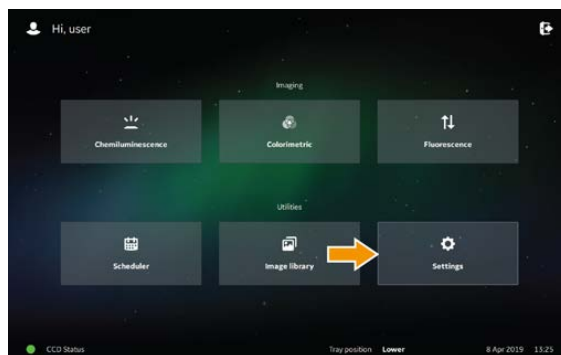 Hi, user
Imaging
Chemiluminescence
Colorimetric
Fluorescence
Utilities
Scheduler
Image library
Settings
CCD Status
Tray position Lower
8 Apr 2019 13:25